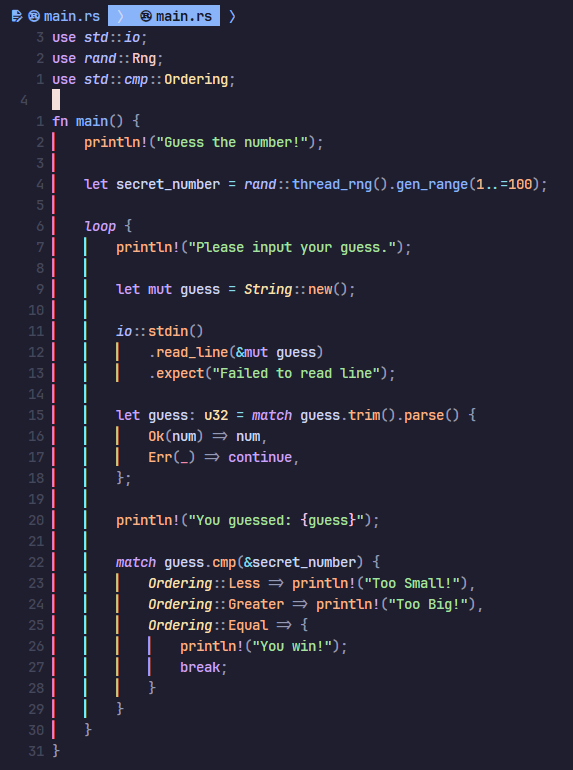 main.rs 〉 main.rs 〉
3 use std::io;
2 use rand::Rng;
1 use std::cmp::Ordering;
4
1 fn main() {
2     println!("Guess the number!");
3
4     let secret_number = rand::thread_rng().gen_range(1..=100);
5
6     loop {
7         println!("Please input your guess.");
8
9         let mut guess = String::new();
10
11         io::stdin()
12             .read_line(&mut guess)
13             .expect("Failed to read line");
14
15         let guess: u32 = match guess.trim().parse() {
16             Ok(num) => num,
17             Err(_) => continue,
18         };
19
20         println!("You guessed: {guess}");
21
22         match guess.cmp(&secret_number) {
23             Ordering::Less => println!("Too Small!"),
24             Ordering::Greater => println!("Too Big!"),
25             Ordering::Equal => {
26                 println!("You win!");
27                 break;
28             }
29         }
30     }
31 }